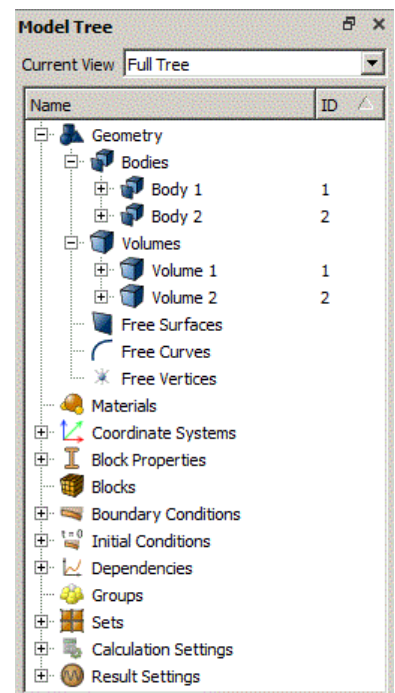 Model Tree
Current View Full Tree
Name ID
Geometry
Bodies
Body 1 1
Body 2 2
Volumes
Volume 1 1
Volume 2 2
Free Surfaces
Free Curves
Free Vertices
Materials
Coordinate Systems
Block Properties
Blocks
Boundary Conditions
t=0 Initial Conditions
Dependencies
Groups
Sets
Calculation Settings
Result Settings